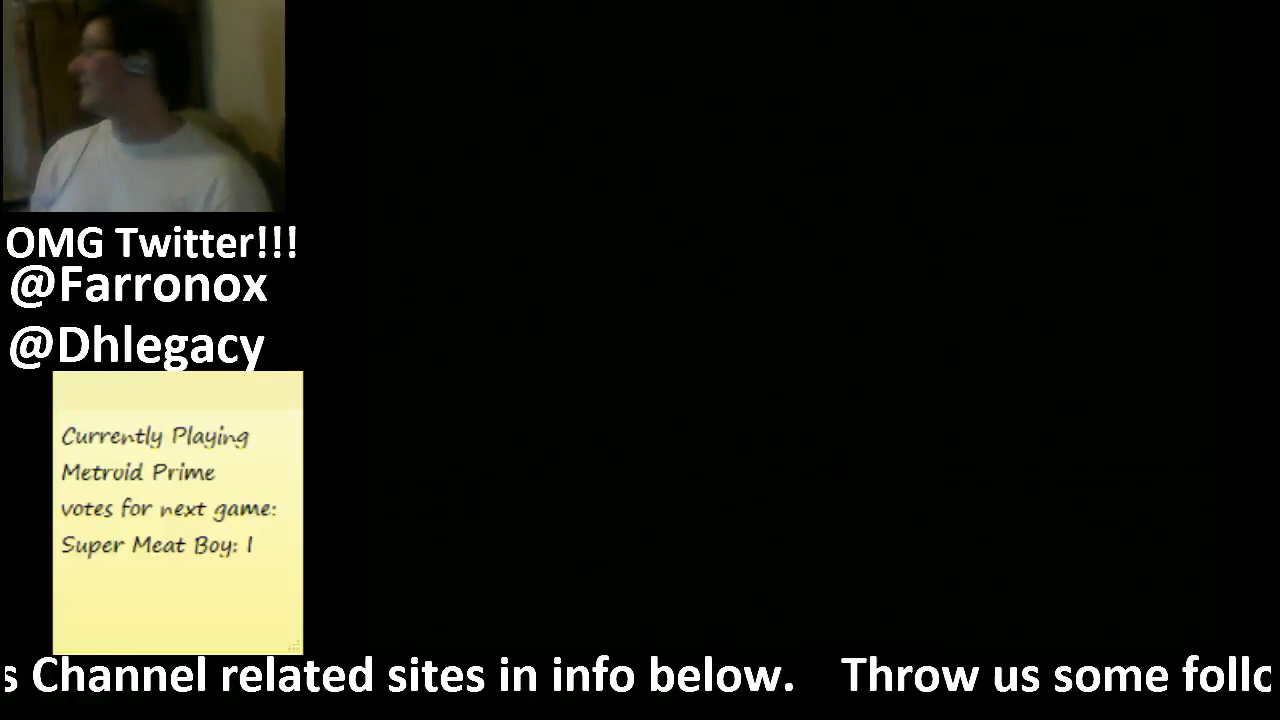 OMG Twitter!!!
@Farronox
@Dhlegacy
Currently Playing
Metroid Prime
votes for next game:
Super Meat Boy: 1
s Channel related sites in info below. Throw us some follo